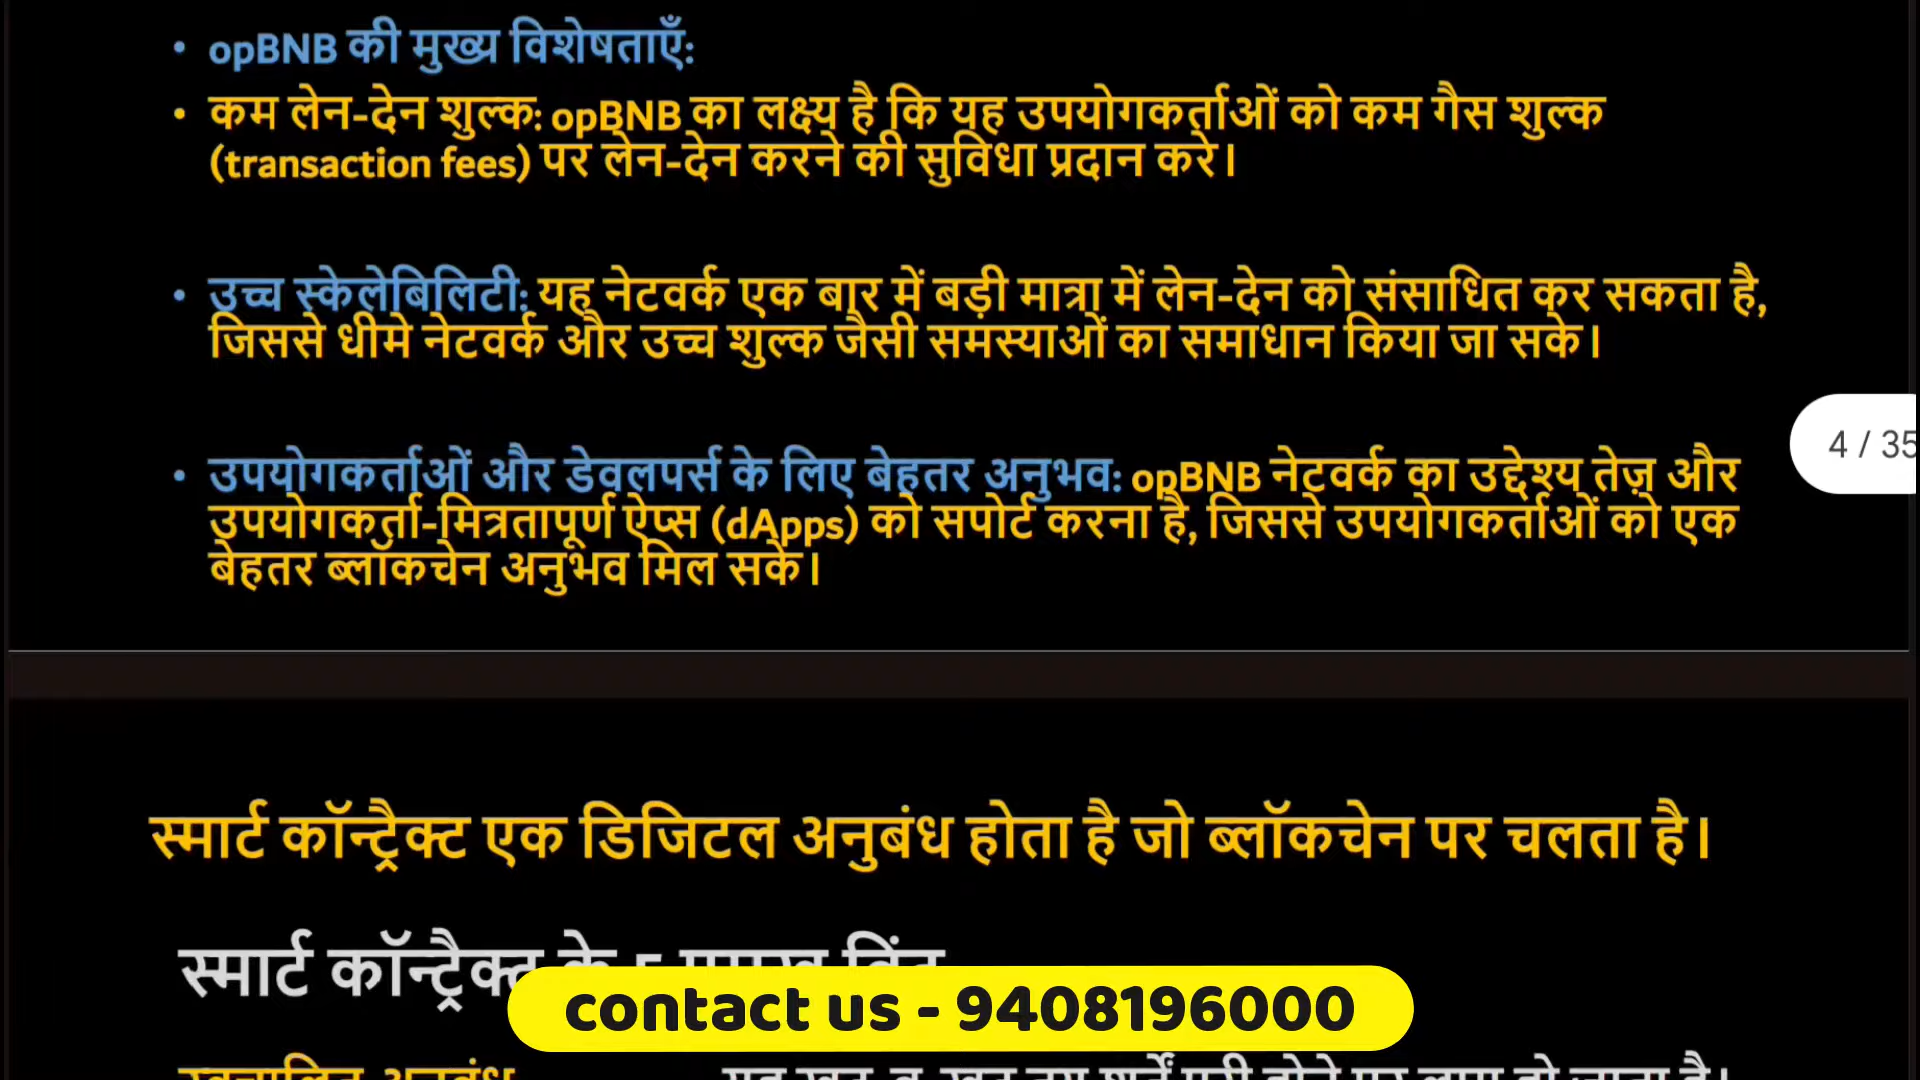 • opBNB की मुख्य विशेषताएँ:
• कम लेन-देन शुल्क: opBNB का लक्ष्य है कि यह उपयोगकर्ताओं को कम गैस शुल्क
(transaction fees) पर लेन-देन करने की सुविधा प्रदान करे।
• उच्च स्केलेबिलिटी: यह नेटवर्क एक बार में बड़ी मात्रा में लेन-देन को संसाधित कर सकता है,
जिससे धीमे नेटवर्क और उच्च शुल्क जैसी समस्याओं का समाधान किया जा सके।
4 / 35
• उपयोगकर्ताओं और डेवलपर्स के लिए बेहतर अनुभव: opBNB नेटवर्क का उद्देश्य तेज़ और
उपयोगकर्ता-मित्रतापूर्ण ऐप्स (dApps) को सपोर्ट करना है, जिससे उपयोगकर्ताओं को एक
बेहतर ब्लॉकचेन अनुभव मिल सके।
स्मार्ट कॉन्ट्रैक्ट एक डिजिटल अनुबंध होता है जो ब्लॉकचेन पर चलता है।
स्मार्ट कॉन्ट्रैक्ट के 5
contact us - 9408196000